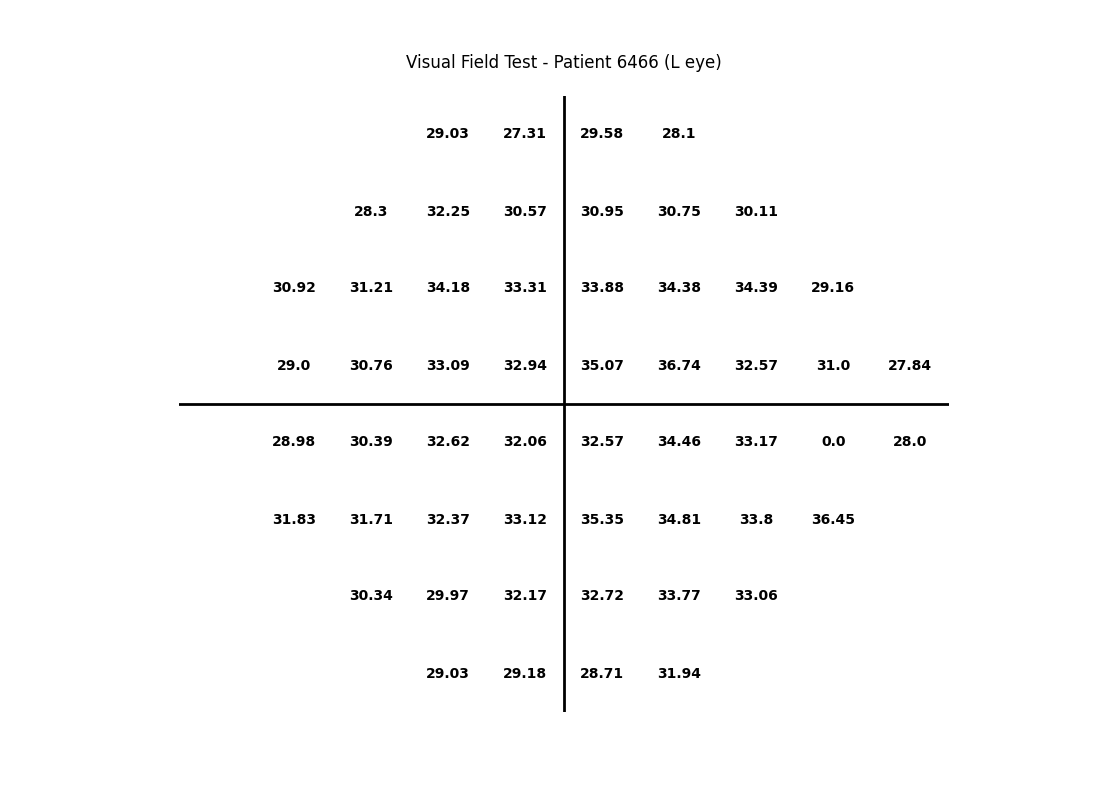 Visual Field Test - Patient 6466 (L eye)
29.03 27.31 29.58 28.1
28.3 32.25 30.57 30.95 30.75 30.11
30.92 31.21 34.18 33.31 33.88 34.38 34.39 29.16
29.0 30.76 33.09 32.94 35.07 36.74 32.57 31.0 27.84
28.98 30.39 32.62 32.06 32.57 34.46 33.17 0.0 28.0
31.83 31.71 32.37 33.12 35.35 34.81 33.8 36.45
30.34 29.97 32.17 32.72 33.77 33.06
29.03 29.18 28.71 31.94